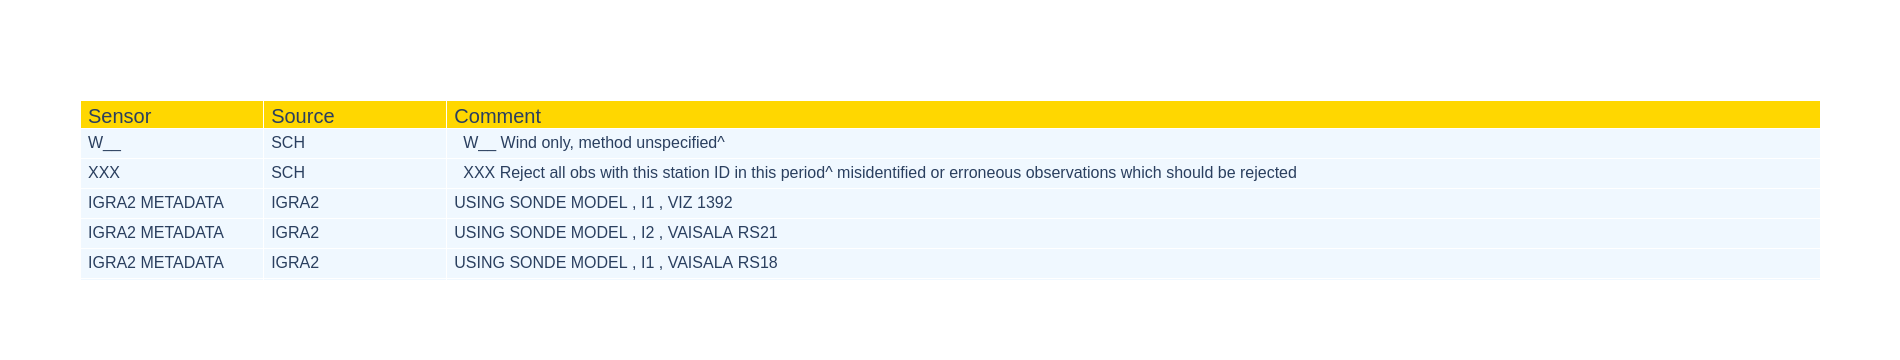 Sensor Source Comment
W__ SCH W__ Wind only, method unspecified^
XXX SCH XXX Reject all obs with this station ID in this period^ misidentified or erroneous observations which should be rejected
IGRA2 METADATA IGRA2 USING SONDE MODEL , I1 , VIZ 1392
IGRA2 METADATA IGRA2 USING SONDE MODEL , I2 , VAISALA RS21
IGRA2 METADATA IGRA2 USING SONDE MODEL , I1 , VAISALA RS18